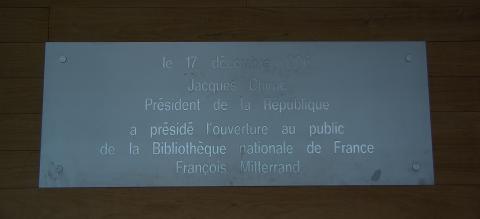 le 17 décembre
Jacques Chirac
Président de la République
a présidé l'ouverture au public
de la Bibliothèque nationale de France
François Mitterrand